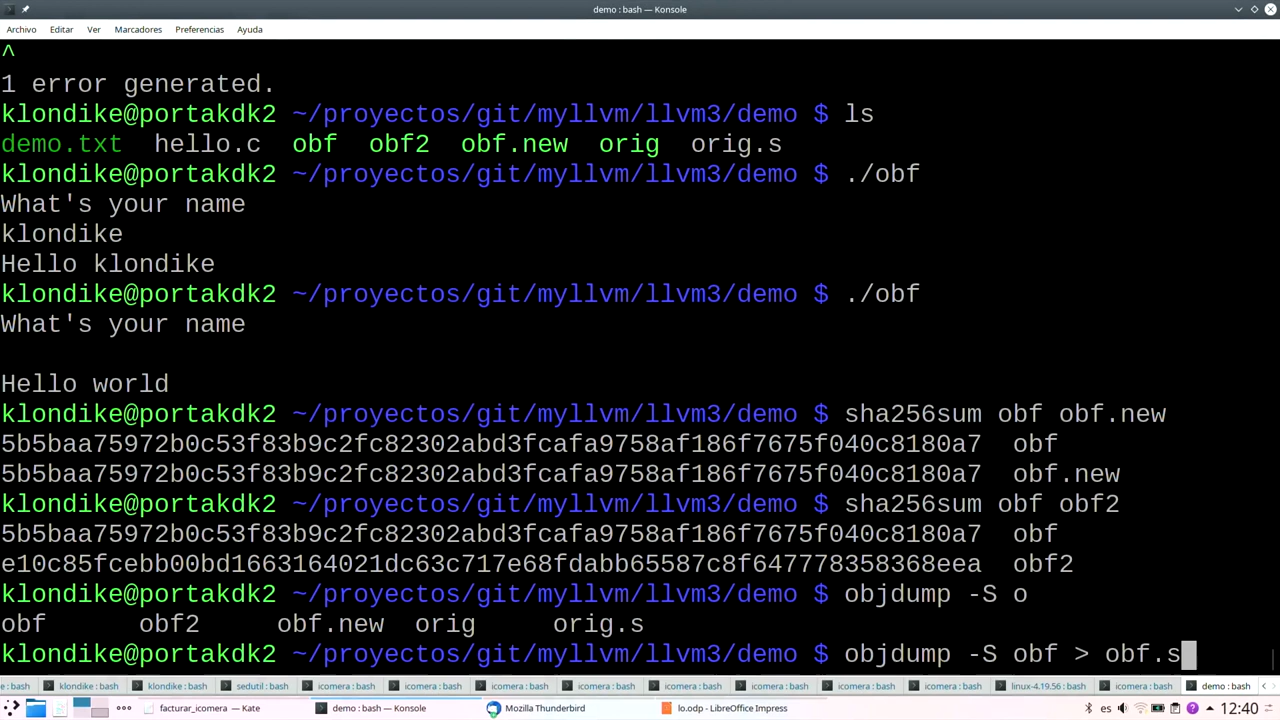 demo : bash — Konsole
Archivo Editar Ver Marcadores Preferencias Ayuda
^
1 error generated.
klondike@portakdk2 ~/proyectos/git/myllvm/llvm3/demo $ ls
demo.txt hello.c obf obf2 obf.new orig orig.s
klondike@portakdk2 ~/proyectos/git/myllvm/llvm3/demo $ ./obf
What's your name
klondike
Hello klondike
klondike@portakdk2 ~/proyectos/git/myllvm/llvm3/demo $ ./obf
What's your name
Hello world
klondike@portakdk2 ~/proyectos/git/myllvm/llvm3/demo $ sha256sum obf obf.new
5b5baa75972b0c53f83b9c2fc82302abd3fcafa9758af186f7675f040c8180a7 obf
5b5baa75972b0c53f83b9c2fc82302abd3fcafa9758af186f7675f040c8180a7 obf.new
klondike@portakdk2 ~/proyectos/git/myllvm/llvm3/demo $ sha256sum obf obf2
5b5baa75972b0c53f83b9c2fc82302abd3fcafa9758af186f7675f040c8180a7 obf
e10c85fcebb00bd1663164021dc63c717e68fdabb65587c8f647778358368eea obf2
klondike@portakdk2 ~/proyectos/git/myllvm/llvm3/demo $ objdump -S o
obf obf2 obf.new orig orig.s
klondike@portakdk2 ~/proyectos/git/myllvm/llvm3/demo $ objdump -S obf > obf.s
e : bash klondike : bash klondike : bash sedutil : bash icomera : bash icomera : bash icomera : bash icomera : bash icomera : bash icomera : bash icomera : bash icomera : bash linux-4.19.56 : bash icomera : bash demo : bash
facturar_icomera — Kate demo : bash — Konsole Mozilla Thunderbird lo.odp - LibreOffice Impress es 12:40